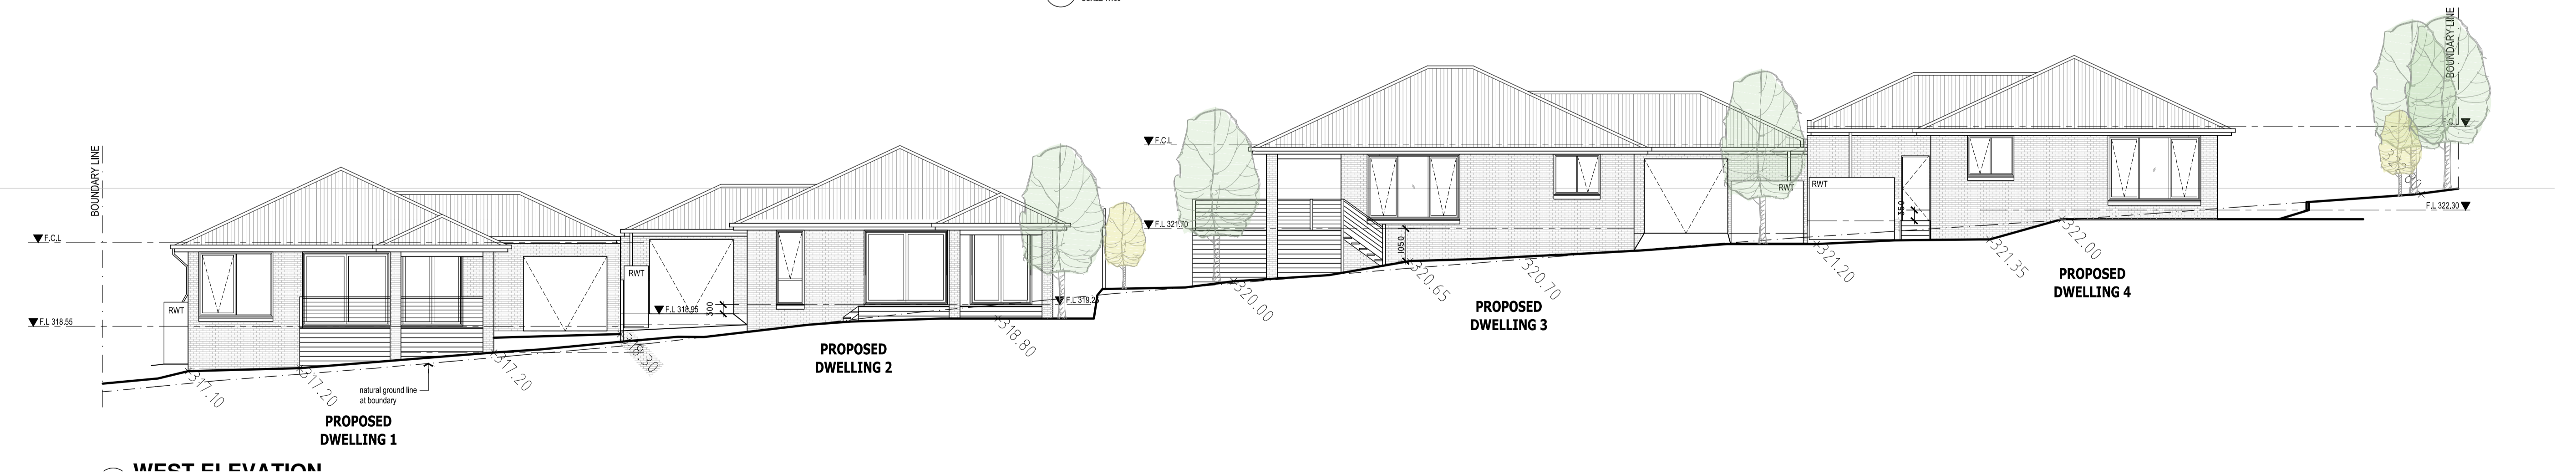 BOUNDARY LINE
BOUNDARY LINE
F.C.L
F.C.L
F.C.L
F.L 318.55
F.L 318.95
F.L 321.70
F.L 322.30
RWT
RWT
RWT
RWT
300
1050
350
317.10
317.20
317.20
318.30
318.80
320.00
320.65
320.70
321.20
321.35
322.00
natural ground line
at boundary
PROPOSED
DWELLING 1
PROPOSED
DWELLING 2
PROPOSED
DWELLING 3
PROPOSED
DWELLING 4
WEST ELEVATION